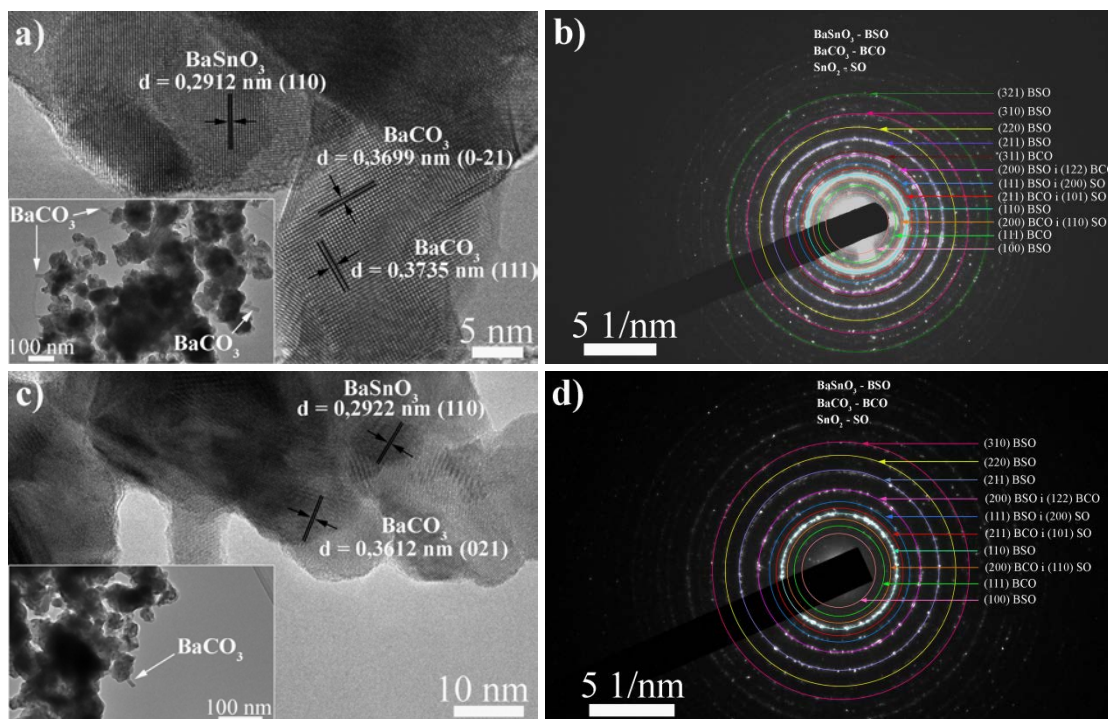 a)
BaSnO3
d = 0,2912 nm (110)
BaCO3
d = 0,3699 nm (0-21)
BaCO3
d = 0,3735 nm (111)
BaCO3
BaCO3
100 nm
5 nm
b)
BaSnO3 - BSO
BaCO3 - BCO
SnO2 - SO
(321) BSO
(310) BSO
(220) BSO
(211) BSO
(311) BCO
(200) BSO i (122) BCO
(111) BSO i (200) SO
(211) BCO i (101) SO
(110) BSO
(200) BCO i (110) SO
(111) BCO
(100) BSO
5 1/nm
c)
BaSnO3
d = 0,2922 nm (110)
BaCO3
d = 0,3612 nm (021)
BaCO3
100 nm
10 nm
d)
BaSnO3 - BSO
BaCO3 - BCO
SnO2 - SO
(310) BSO
(220) BSO
(211) BSO
(200) BSO i (122) BCO
(111) BSO i (200) SO
(211) BCO i (101) SO
(110) BSO
(200) BCO i (110) SO
(111) BCO
(100) BSO
5 1/nm